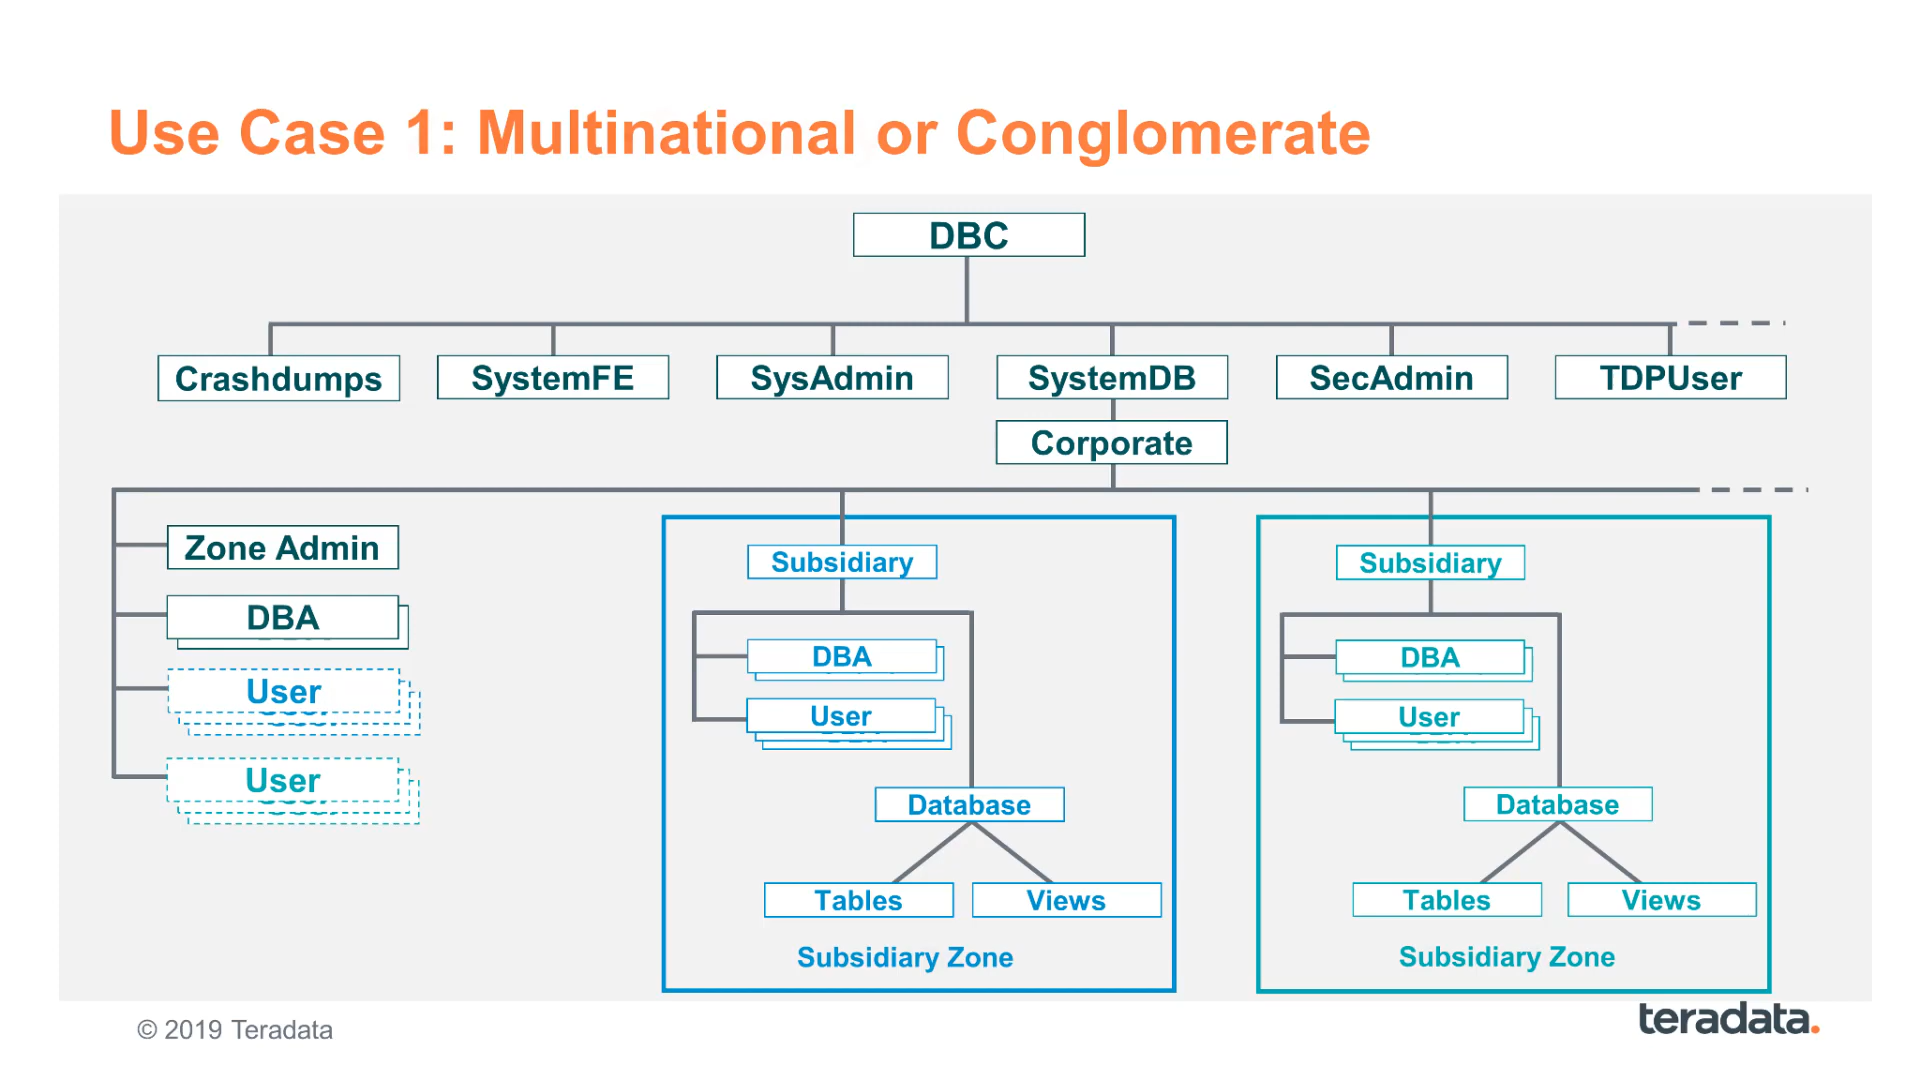 Use Case 1: Multinational or Conglomerate
DBC
Crashdumps
SystemFE
SysAdmin
SystemDB
SecAdmin
TDPUser
Corporate
Zone Admin
DBA
User
User
Subsidiary
DBA
User
Database
Tables
Views
Subsidiary Zone
Subsidiary
DBA
User
Database
Tables
Views
Subsidiary Zone
© 2019 Teradata
teradata.